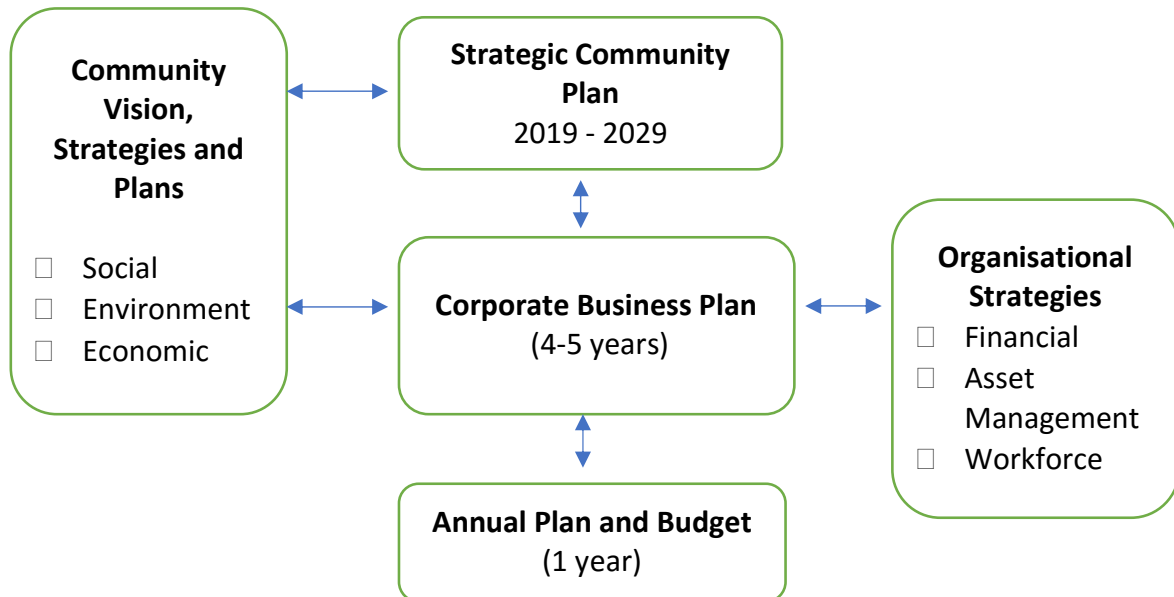 Community
Vision,
Strategies and
Plans
Social
Environment
Economic
Strategic Community
Plan
2019 - 2029
Corporate Business Plan
(4-5 years)
Annual Plan and Budget
(1 year)
Organisational
Strategies
Financial
Asset
Management
Workforce